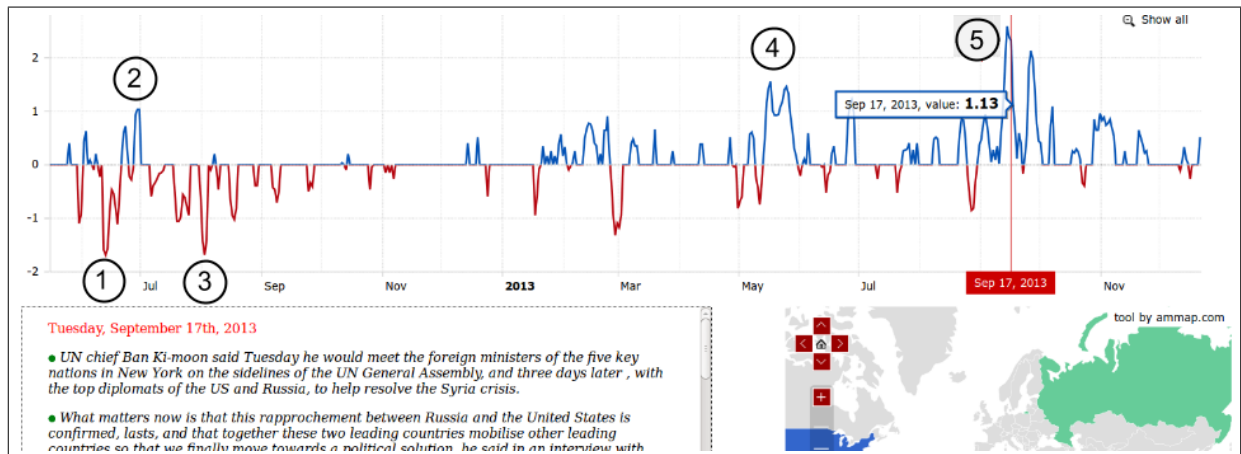 Show all
2
1
0
-1
-2
2
4
5
1
3
Sep 17, 2013, value: 1.13
Jul
Sep
Nov
2013
Mar
May
Jul
Sep 17, 2013
Nov
Tuesday, September 17th, 2013
● UN chief Ban Ki-moon said Tuesday he would meet the foreign ministers of the five key
nations in New York on the sidelines of the UN General Assembly, and three days later , with
the top diplomats of the US and Russia, to help resolve the Syria crisis.
● What matters now is that this rapprochement between Russia and the United States is
confirmed, lasts, and that together these two leading countries mobilise other leading
countries so that we finally move towards a political solution, he said in an interview with
tool by ammap.com